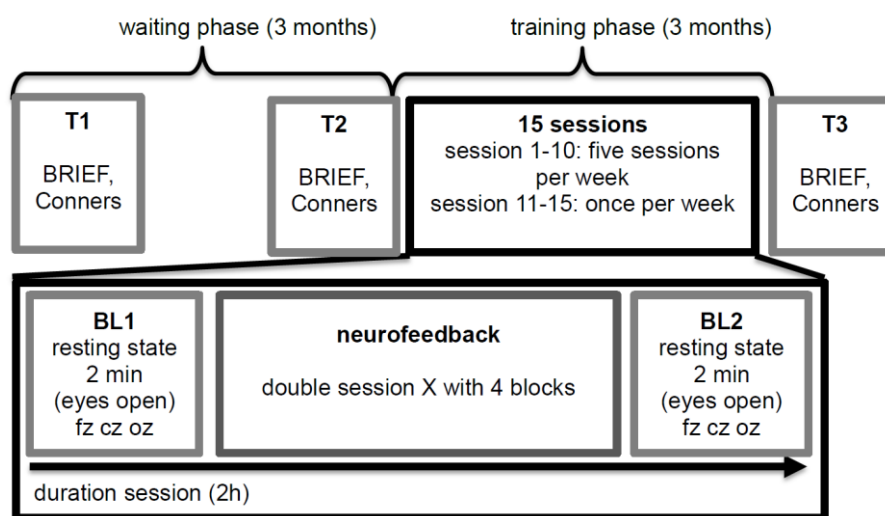 waiting phase (3 months)
training phase (3 months)
T1
BRIEF,
Conners
T2
BRIEF,
Conners
15 sessions
session 1-10: five sessions
per week
session 11-15: once per week
T3
BRIEF,
Conners
BL1
resting state
2 min
(eyes open)
fz cz oz
neurofeedback
double session X with 4 blocks
BL2
resting state
2 min
(eyes open)
fz cz oz
duration session (2h)